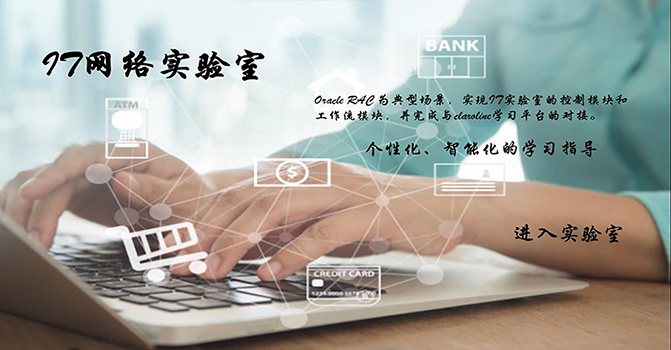 IT网络实验室
BANK
ATM
Oracle RAC为典型场景，实现IT实验室的控制模块和
工作流模块，并完成与claroline学习平台的对接。
个性化、智能化的学习指导
进入实验室
CREDIT CARD